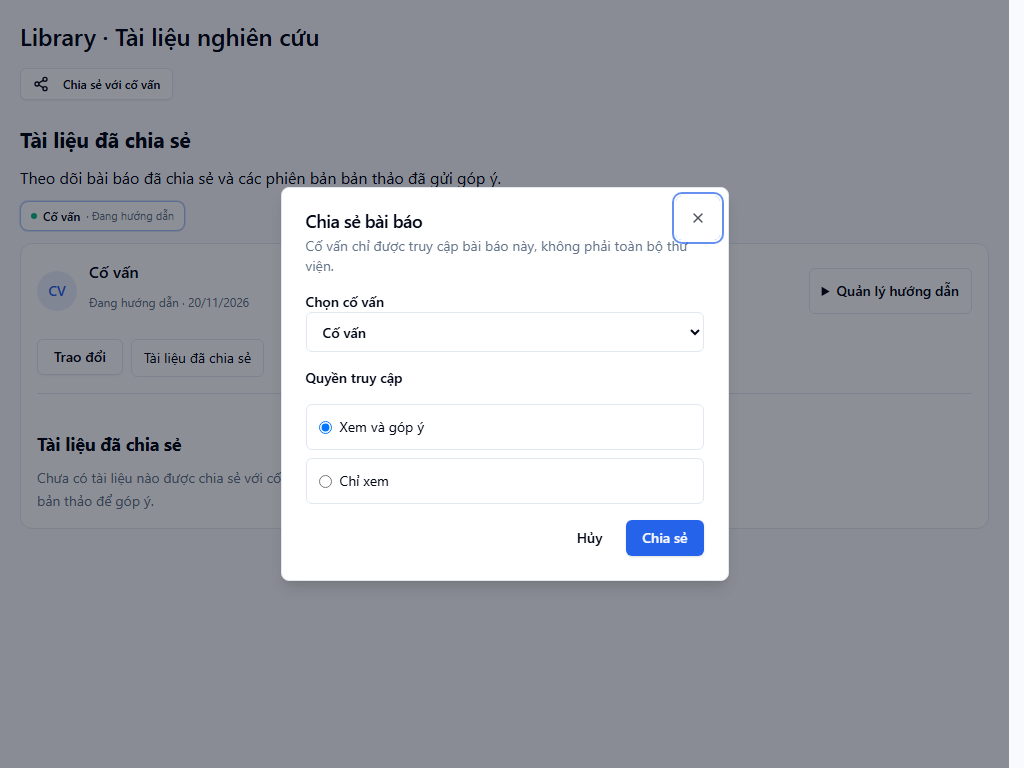 Library · Tài liệu nghiên cứu
Chia sẻ với cố vấn
Tài liệu đã chia sẻ
Theo dõi bài báo đã chia sẻ và các phiên bản bản thảo đã gửi góp ý.
Cố vấn · Đang hướng dẫn
CV
Cố vấn
Đang hướng dẫn · 20/11/2026
Quản lý hướng dẫn
Trao đổi
Tài liệu đã chia sẻ
Tài liệu đã chia sẻ
Chưa có tài liệu nào được chia sẻ với cố
bản thảo để góp ý.
Chia sẻ bài báo
Cố vấn chỉ được truy cập bài báo này, không phải toàn bộ thư
viện.
Chọn cố vấn
Cố vấn
Quyền truy cập
Xem và góp ý
Chỉ xem
Hủy
Chia sẻ